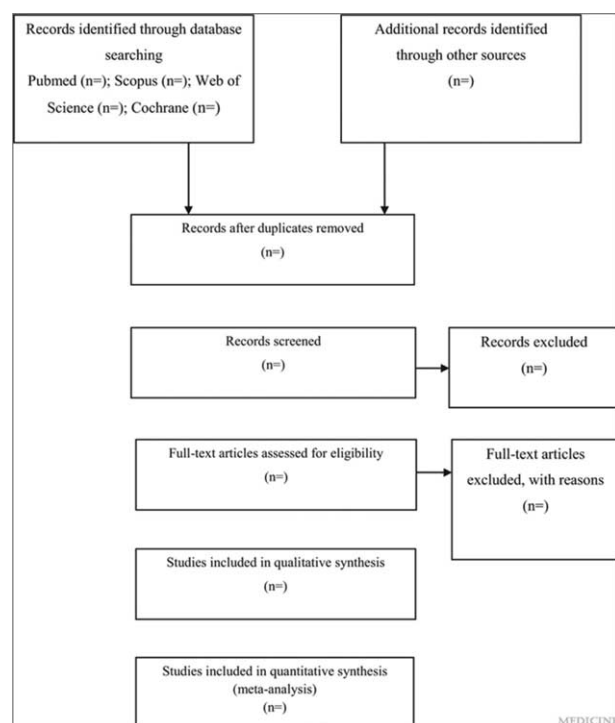 Records identified through database
searching
Pubmed (n=); Scopus (n=); Web of
Science (n=); Cochrane (n=)
Additional records identified
through other sources
(n=)
Records after duplicates removed
(n=)
Records screened
(n=)
Records excluded
(n=)
Full-text articles assessed for eligibility
(n=)
Full-text articles
excluded, with reasons
(n=)
Studies included in qualitative synthesis
(n=)
Studies included in quantitative synthesis
(meta-analysis)
(n=)